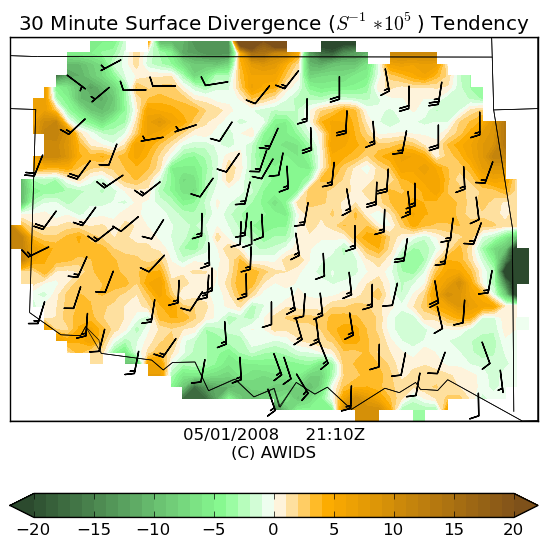 30 Minute Surface Divergence (S⁻¹ *10⁵ ) Tendency
05/01/2008 21:10Z
(C) AWIDS
−20 −15 −10 −5 0 5 10 15 20